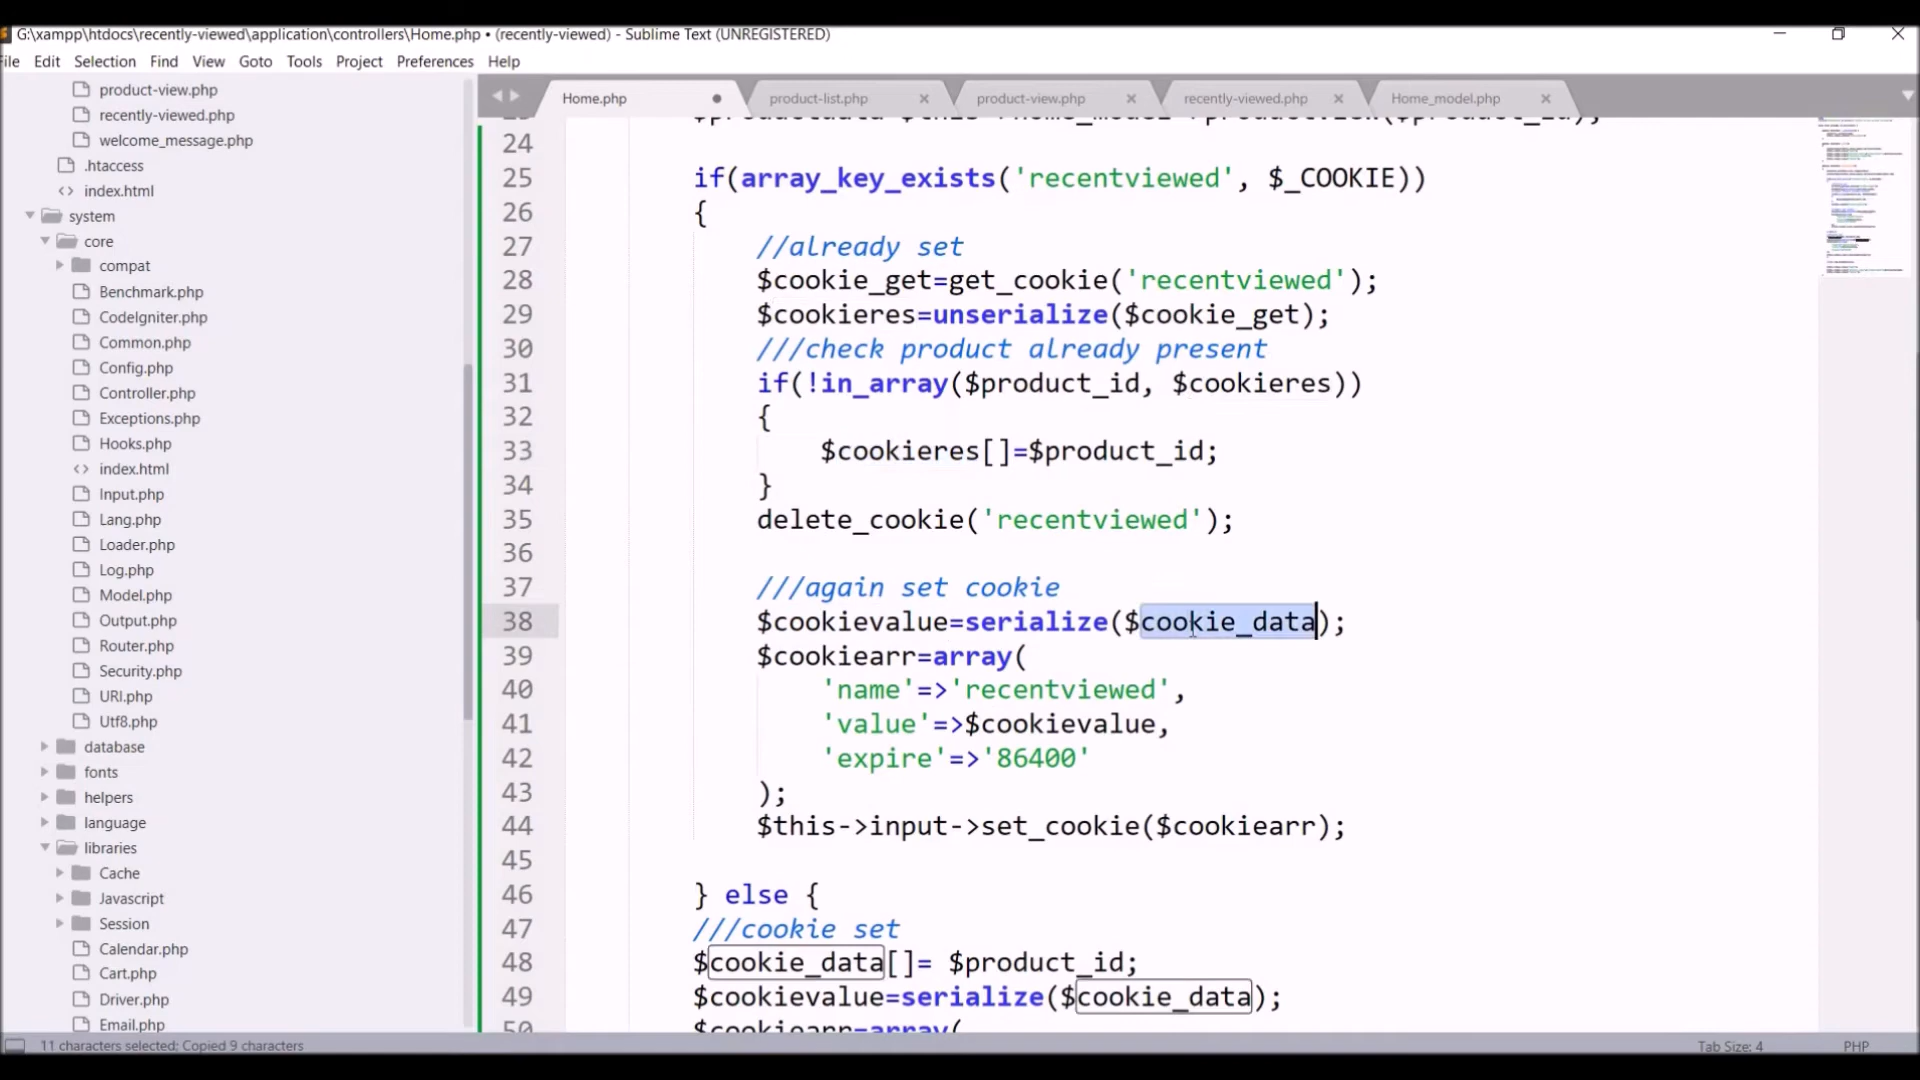 G:\xampp\htdocs\recently-viewed\application\controllers\Home.php • (recently-viewed) - Sublime Text (UNREGISTERED)
File Edit Selection Find View Goto Tools Project Preferences Help
product-view.php
recently-viewed.php
welcome_message.php
.htaccess
index.html
system
core
compat
Benchmark.php
CodeIgniter.php
Common.php
Config.php
Controller.php
Exceptions.php
Hooks.php
index.html
Input.php
Lang.php
Loader.php
Log.php
Model.php
Output.php
Router.php
Security.php
URI.php
Utf8.php
database
fonts
helpers
language
libraries
Cache
Javascript
Session
Calendar.php
Cart.php
Driver.php
Email.php
Home.php product-list.php product-view.php recently-viewed.php Home_model.php
24
25 if(array_key_exists('recentviewed', $_COOKIE))
26 {
27 //already set
28 $cookie_get=get_cookie('recentviewed');
29 $cookieres=unserialize($cookie_get);
30 ///check product already present
31 if(!in_array($product_id, $cookieres))
32 {
33 $cookieres[]=$product_id;
34 }
35 delete_cookie('recentviewed');
36
37 ///again set cookie
38 $cookievalue=serialize($cookie_data);
39 $cookiearr=array(
40 'name'=>'recentviewed',
41 'value'=>$cookievalue,
42 'expire'=>'86400'
43 );
44 $this->input->set_cookie($cookiearr);
45
46 } else {
47 ///cookie set
48 $cookie_data[]= $product_id;
49 $cookievalue=serialize($cookie_data);
50 $cookiearr=array(
11 characters selected; Copied 9 characters
Tab Size: 4 PHP